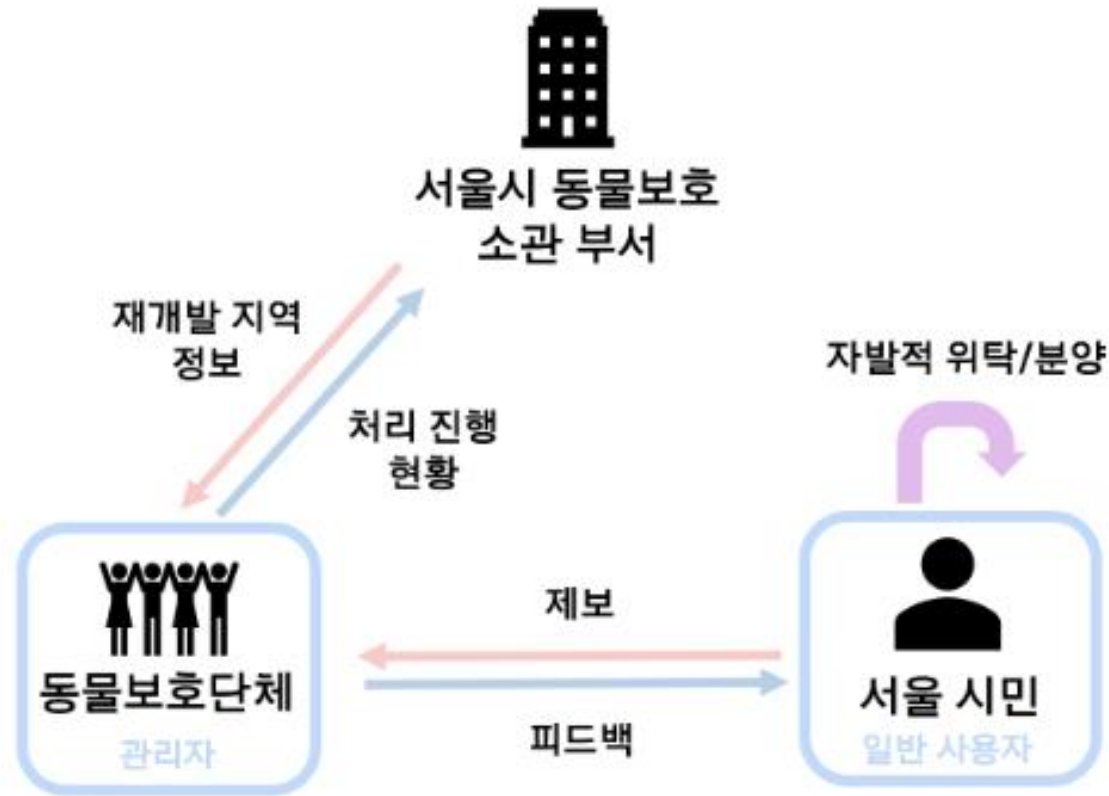 서울시 동물보호
소관 부서
재개발 지역
정보
처리 진행
현황
자발적 위탁/분양
제보
피드백
동물보호단체
관리자
서울 시민
일반 사용자